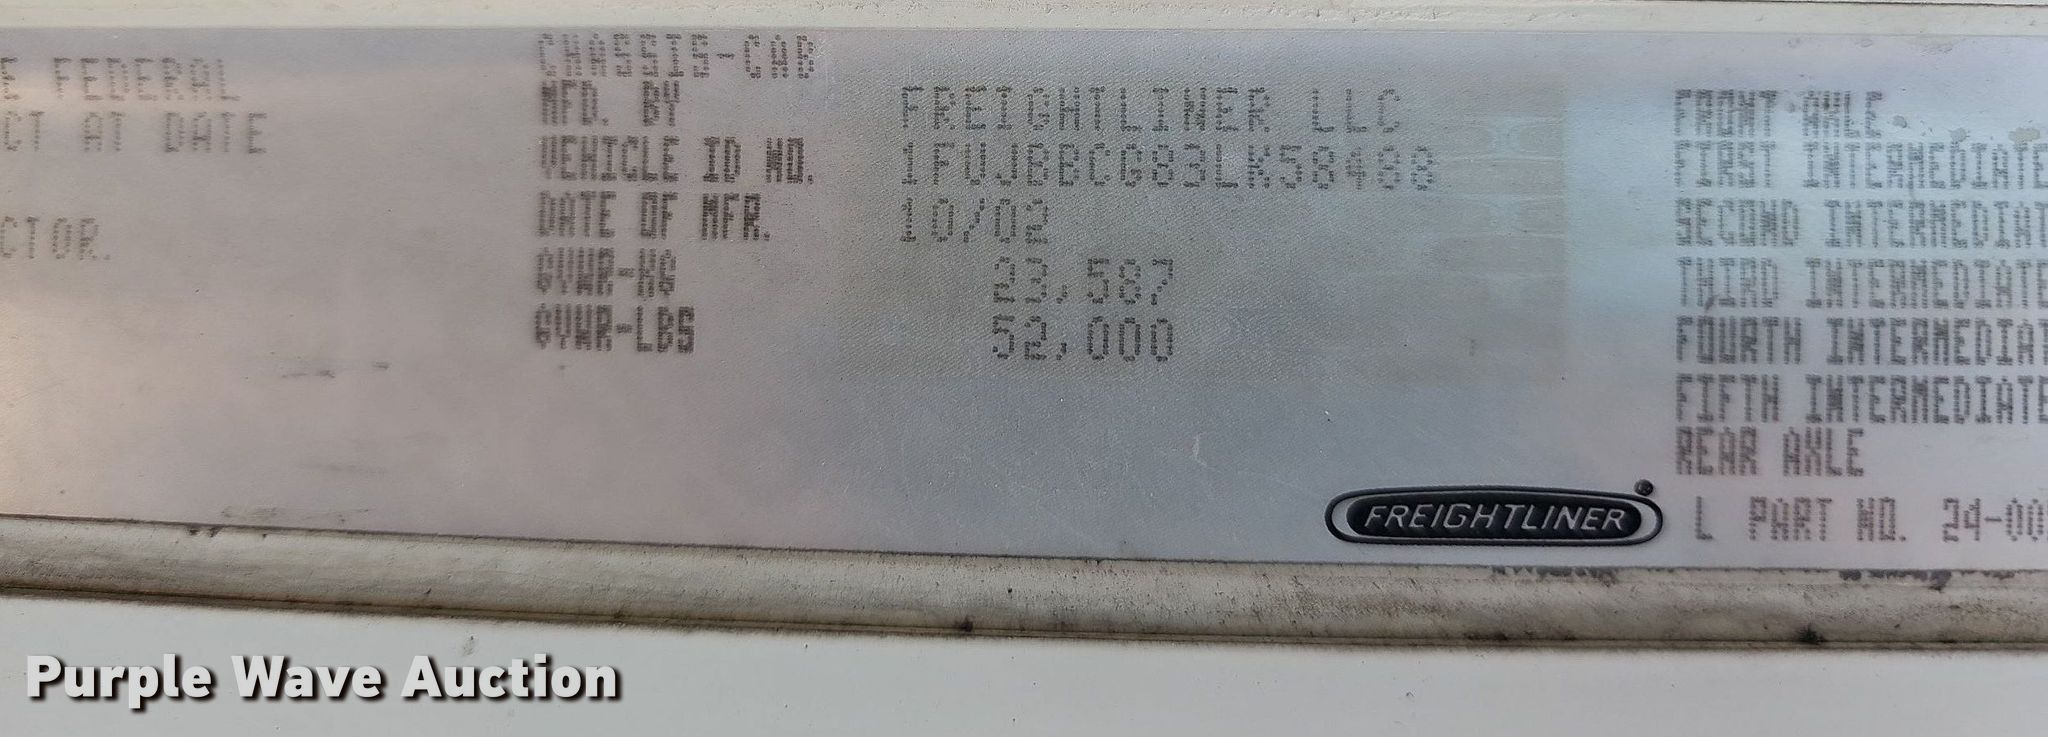 FEDERAL
CT AT DATE
CTOR.
CHASSIS-CAB
MFD. BY FREIGHTLINER LLC
VEHICLE ID NO.
DATE OF MFR. 10/02
GVWR-KG 23,587
GVWR-LBS 52,000
FRONT AXLE
FIRST INTERMEDIATE
SECOND INTERMEDIAT
THIRD INTERMEDIATE
FOURTH INTERMEDIAT
FIFTH INTERMEDIATE
REAR AXLE
FREIGHTLINER
L PART NO. 24-00
Purple Wave Auction